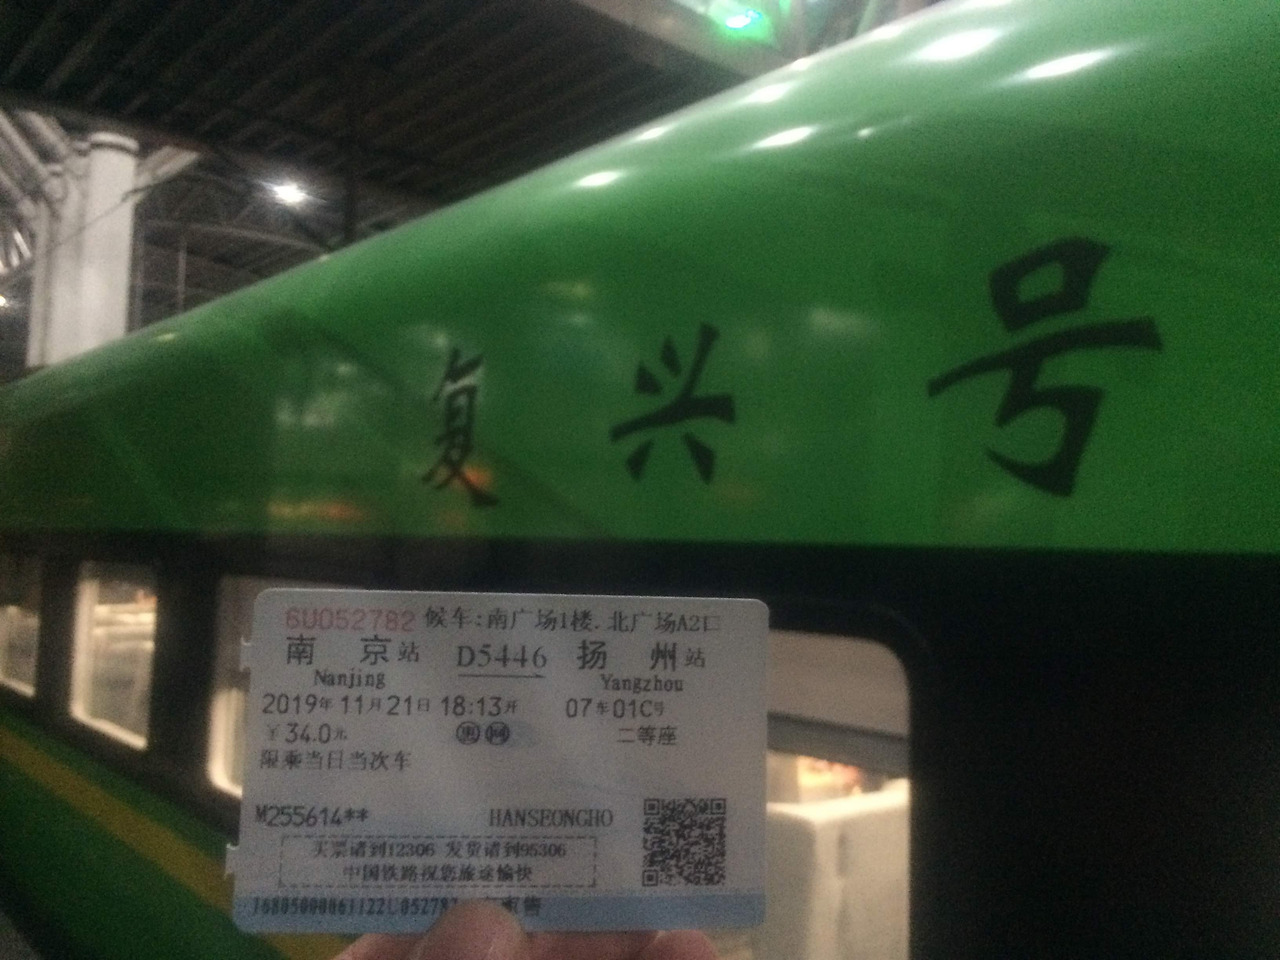 复兴号
6U052782 候车:南广场1楼.北广场A2口
南京站 D5446 扬州站
Nanjing Yangzhou
2019年11月21日 18:13开 07车01C号
￥34.0元 惠 网 二等座
限乘当日当次车
M255614** HANSEONGHO
买票请到12306 发货请到95306
中国铁路祝您旅途愉快